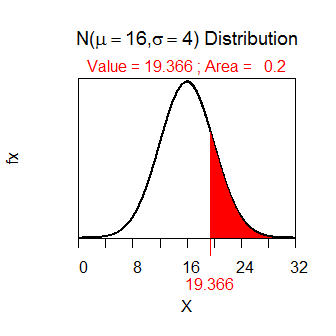 N(μ = 16,σ = 4) Distribution
Value = 19.366 ; Area = 0.2
fx
0 8 16 24 32
19.366
X